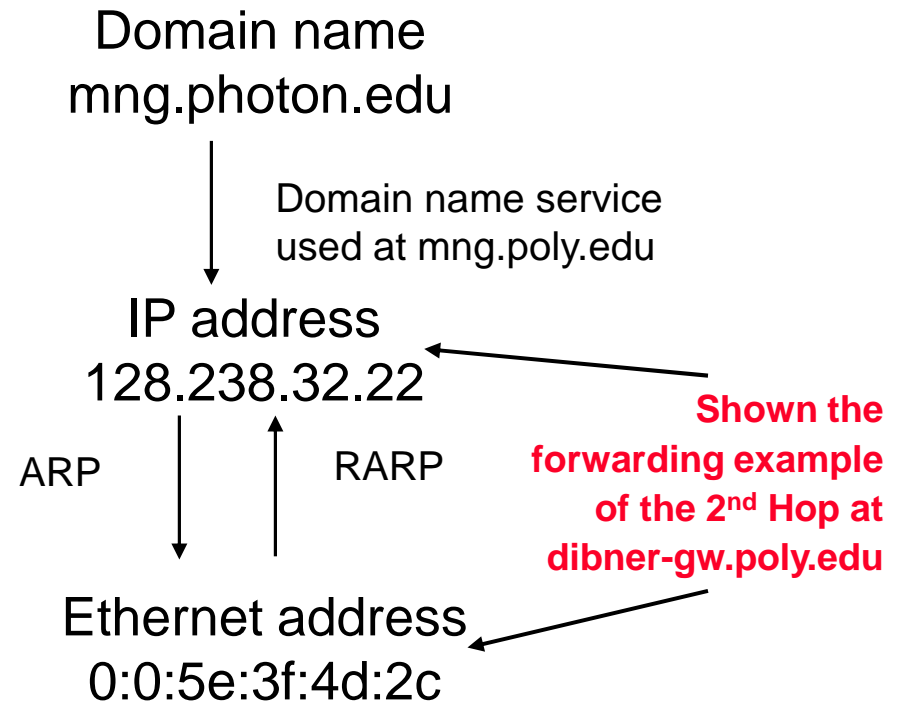 Domain name
mng.photon.edu
Domain name service
used at mng.poly.edu
IP address
128.238.32.22
ARP
RARP
Shown the
forwarding example
of the 2nd Hop at
dibner-gw.poly.edu
Ethernet address
0:0:5e:3f:4d:2c